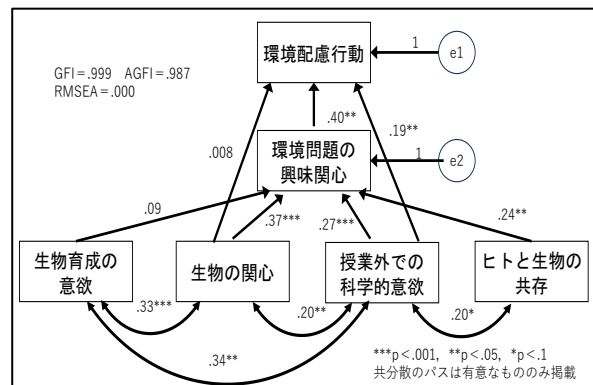 環境配慮行動
1
e1
GFI＝.999　AGFI＝.987
RMSEA＝.000
.40**
.19**
.008
環境問題の
興味関心
1
e2
.09
.37***
.27***
.24**
生物育成の
意欲
生物の関心
授業外での
科学的意欲
ヒトと生物の
共存
.33***
.20**
.20*
.34**
***p＜.001，**p＜.05，*p＜.1
共分散のパスは有意なもののみ掲載